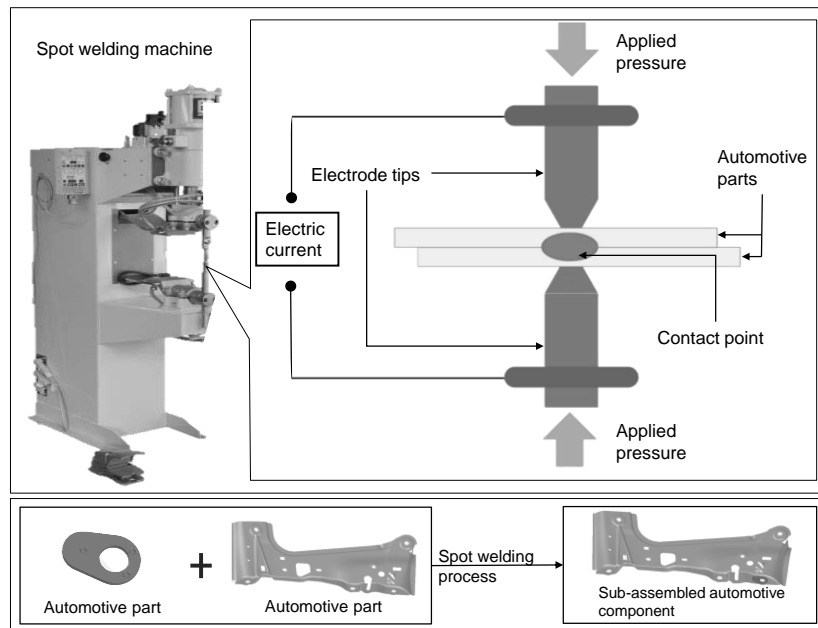 Spot welding machine
Applied
pressure
Electrode tips
Automotive
parts
Electric
current
Contact point
Applied
pressure
Automotive part
+
Automotive part
Spot welding
process
Sub-assembled automotive
component